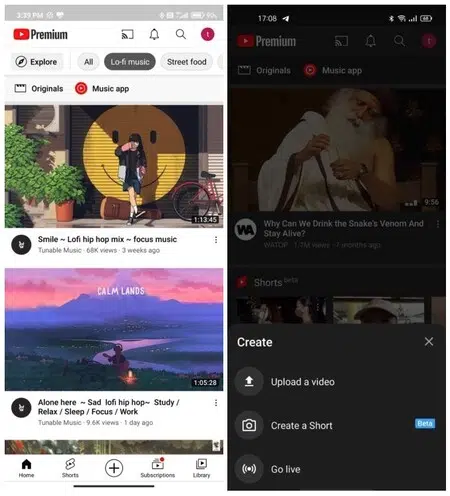 3:35 PM
9%
Premium
Explore
All
Lo-fi music
Street food
Originals
Music app
1:13:45
Smile ~ Lofi hip hop mix ~ focus music
Tunable Music · 68K views · 3 weeks ago
CALM LANDS
1:05:28
Alone here ~ Sad lofi hip hop~ Study /
Relax / Sleep / Focus / Work
Tunable Music · 9.6K views · 1 day ago
Home
Shorts
Subscriptions
Library
17:08
Premium
t
Originals
Music app
9:56
WA
Why Can We Drink the Snake's Venom And
Stay Alive?
WATOP · 1.7M views · 7 months ago
Shorts beta
Create
Upload a video
Create a Short
Beta
Go live